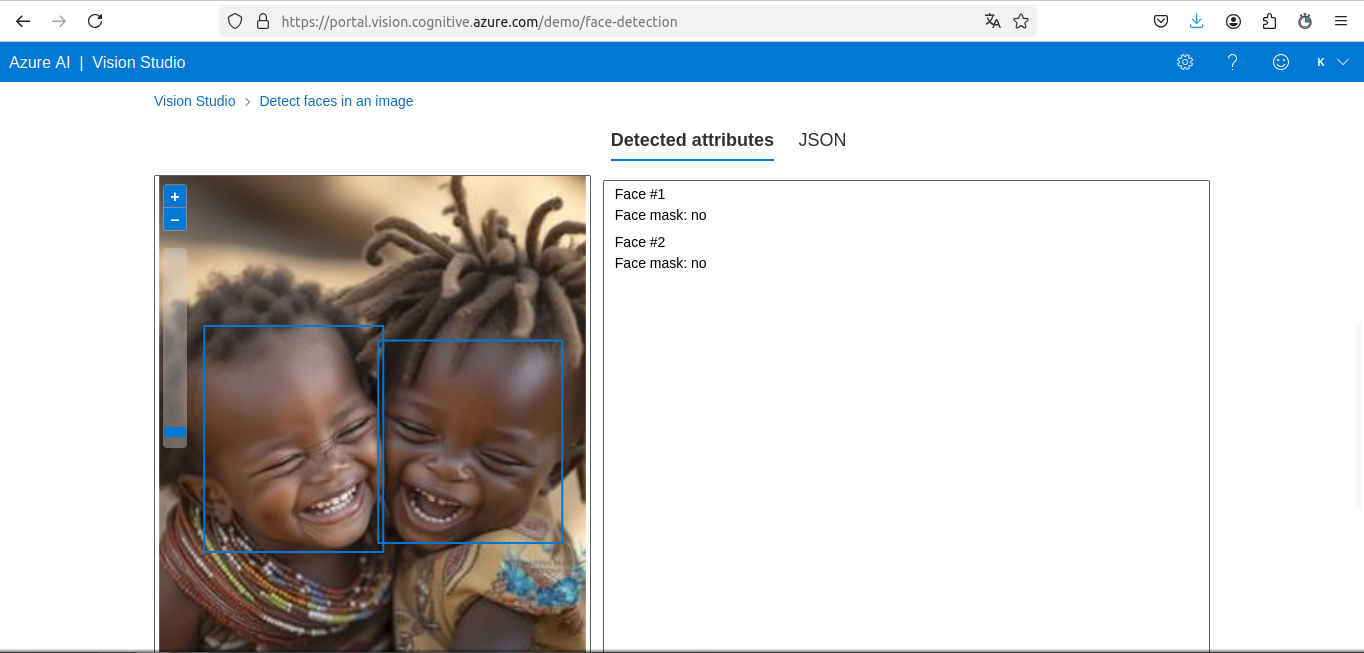 https://portal.vision.cognitive.azure.com/demo/face-detection
Azure AI | Vision Studio
?
K
Vision Studio > Detect faces in an image
Detected attributes JSON
+
−
Face #1
Face mask: no
Face #2
Face mask: no